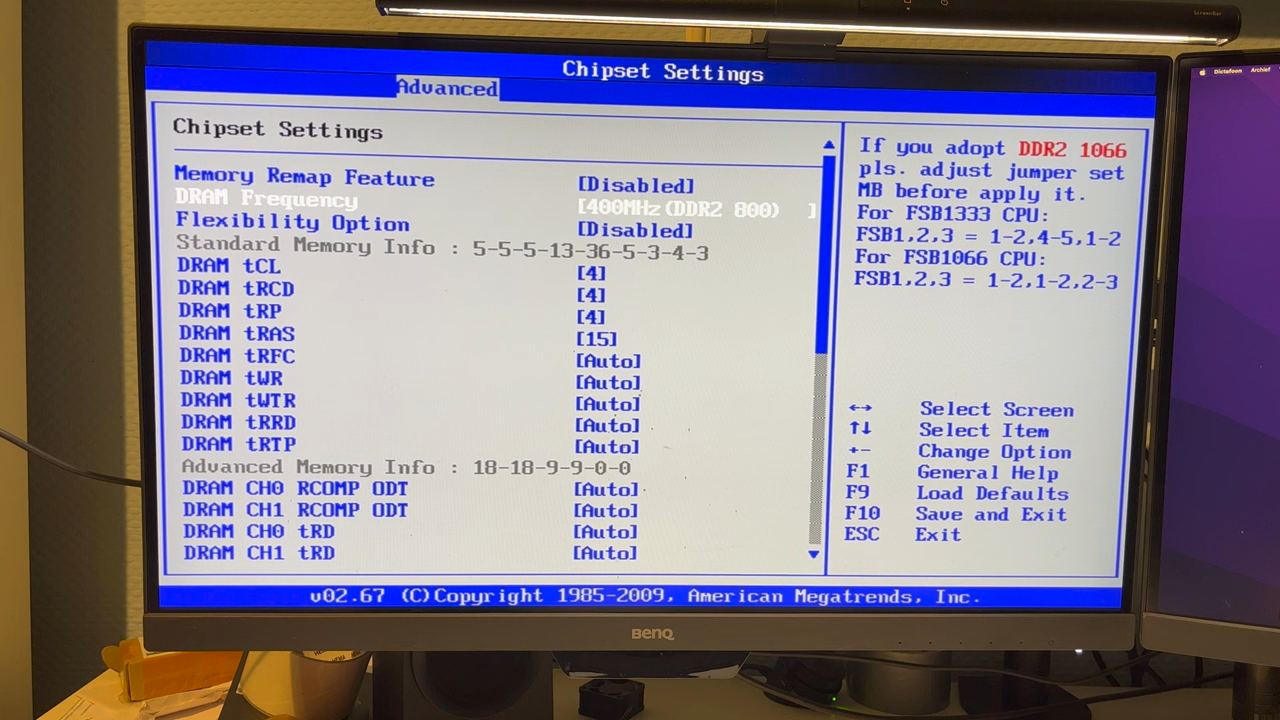 ScreenBar
Chipset Settings
Advanced
Dictafoon Archief
Chipset Settings
Memory Remap Feature [Disabled]
DRAM Frequency [400MHz(DDR2 800) ]
Flexibility Option [Disabled]
Standard Memory Info : 5-5-5-13-36-5-3-4-3
DRAM tCL [4]
DRAM tRCD [4]
DRAM tRP [4]
DRAM tRAS [15]
DRAM tRFC [Auto]
DRAM tWR [Auto]
DRAM tWTR [Auto]
DRAM tRRD [Auto]
DRAM tRTP [Auto]
Advanced Memory Info : 18-18-9-9-0-0
DRAM CH0 RCOMP ODT [Auto]
DRAM CH1 RCOMP ODT [Auto]
DRAM CH0 tRD [Auto]
DRAM CH1 tRD [Auto]
If you adopt DDR2 1066
pls. adjust jumper set
MB before apply it.
For FSB1333 CPU:
FSB1,2,3 = 1-2,4-5,1-2
For FSB1066 CPU:
FSB1,2,3 = 1-2,1-2,2-3
↔ Select Screen
↑↓ Select Item
+- Change Option
F1 General Help
F9 Load Defaults
F10 Save and Exit
ESC Exit
v02.67 (C)Copyright 1985-2009, American Megatrends, Inc.
BenQ